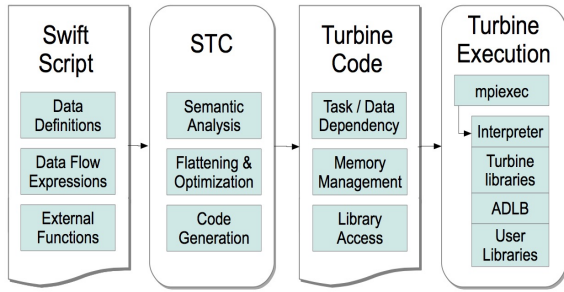 Swift
Script
Data
Definitions
Data Flow
Expressions
External
Functions
STC
Semantic
Analysis
Flattening &
Optimization
Code
Generation
Turbine
Code
Task / Data
Dependency
Memory
Management
Library
Access
Turbine
Execution
mpiexec
Interpreter
Turbine
libraries
ADLB
User
Libraries